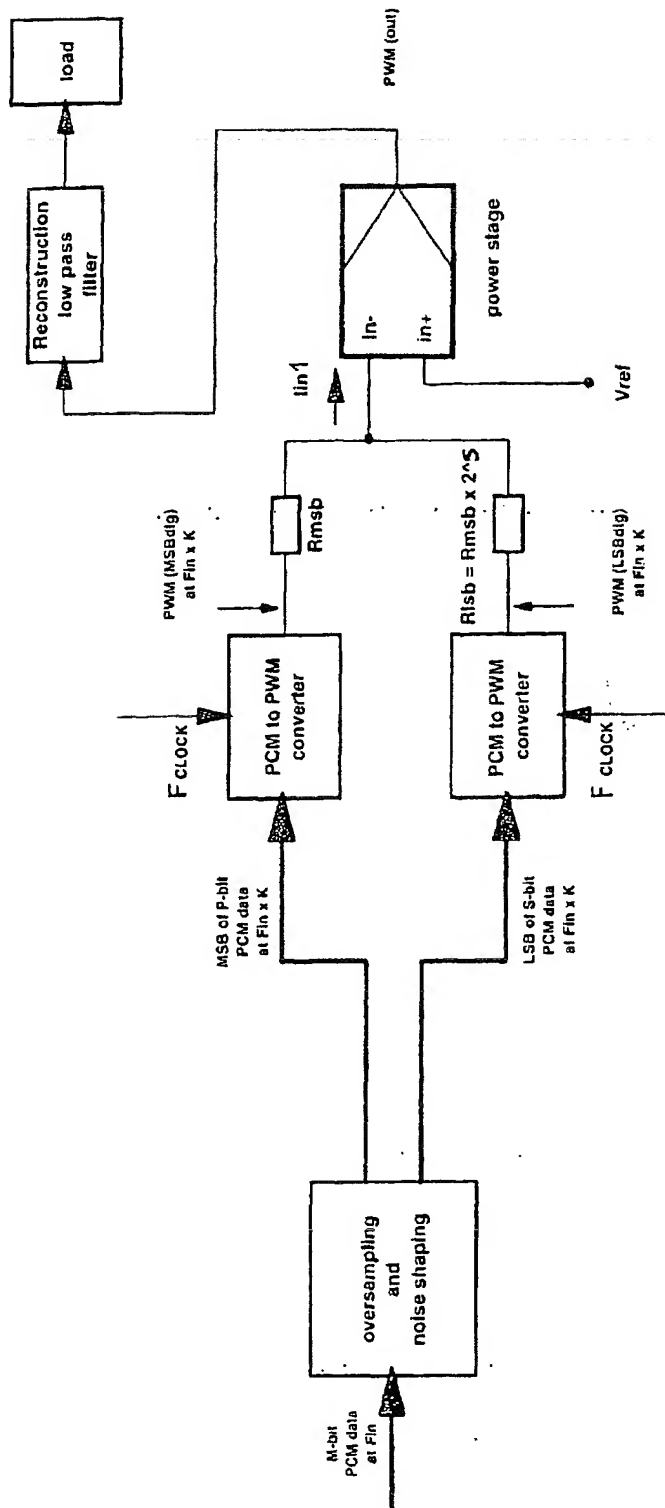 M-bit
PCM data
at Fin
oversampling
and
noise shaping
MSB of P-bit
PCM data
at Fin x K
LSB of S-bit
PCM data
at Fin x K
F CLOCK
PCM to PWM
converter
F CLOCK
PCM to PWM
converter
PWM (MSBdig)
at Fin x K
Rmsb
Rlsb = Rmsb x 2^S
PWM (LSBdig)
at Fin x K
Iin1
In-
in+
power stage
Vref
PWM (out)
Reconstruction
low pass
filter
load